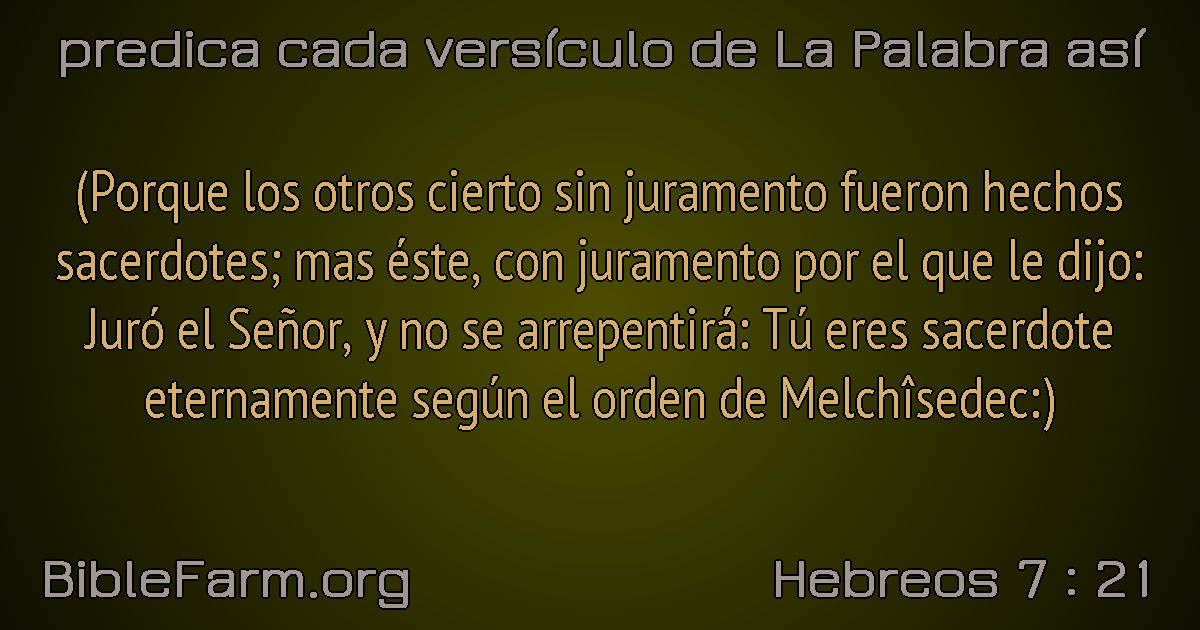 predica cada versículo de La Palabra así
(Porque los otros cierto sin juramento fueron hechos
sacerdotes; mas éste, con juramento por el que le dijo:
Juró el Señor, y no se arrepentirá: Tú eres sacerdote
eternamente según el orden de Melchîsedec:)
BibleFarm.org
Hebreos 7 : 21